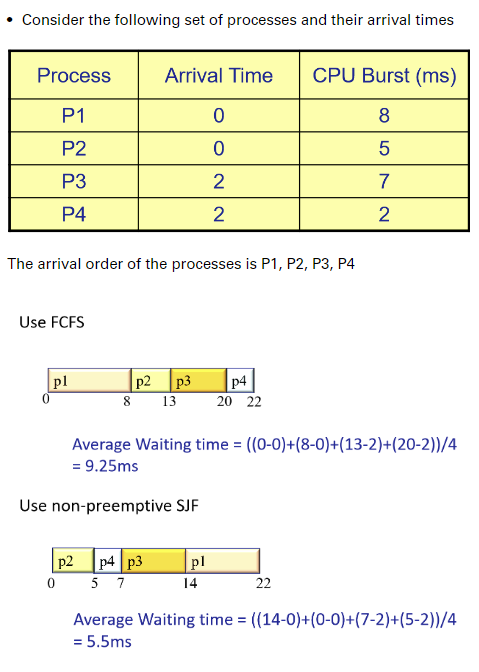 • Consider the following set of processes and their arrival times
Process Arrival Time CPU Burst (ms)
P1 0 8
P2 0 5
P3 2 7
P4 2 2
The arrival order of the processes is P1, P2, P3, P4
Use FCFS
p1 p2 p3 p4
0 8 13 20 22
Average Waiting time = ((0-0)+(8-0)+(13-2)+(20-2))/4
= 9.25ms
Use non-preemptive SJF
p2 p4 p3 p1
0 5 7 14 22
Average Waiting time = ((14-0)+(0-0)+(7-2)+(5-2))/4
= 5.5ms